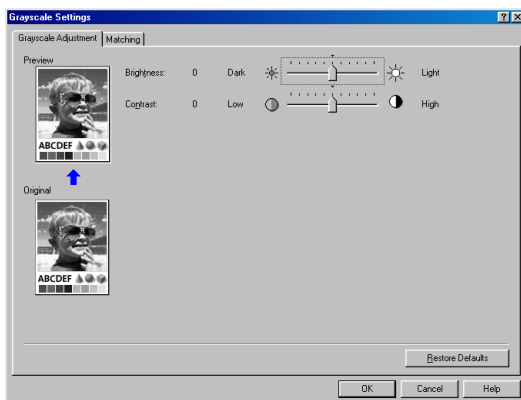 Grayscale Settings
Grayscale Adjustment Matching
Preview
Brightness: 0 Dark Light
Contrast: 0 Low High
ABCDEF
Original
ABCDEF
Restore Defaults
OK Cancel Help